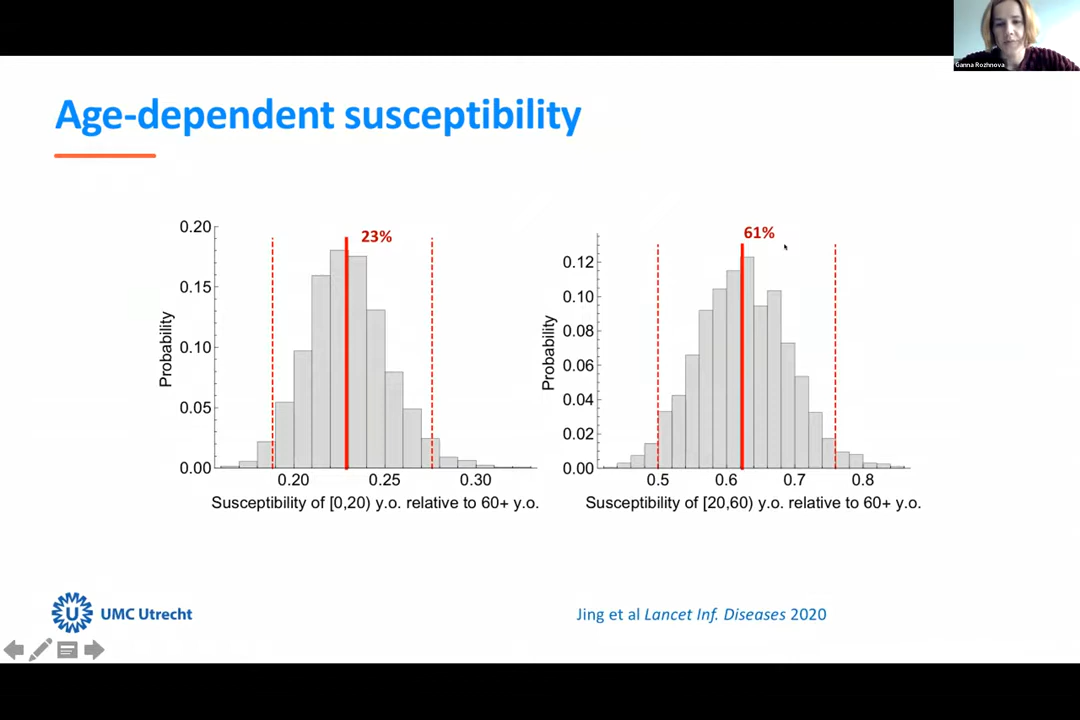 Ganna Rozhnova
Age-dependent susceptibility
0.20
0.15
0.10
0.05
0.00
Probability
23%
0.20
0.25
0.30
Susceptibility of [0,20) y.o. relative to 60+ y.o.
0.12
0.10
0.08
0.06
0.04
0.02
0.00
Probability
61%
0.5
0.6
0.7
0.8
Susceptibility of [20,60) y.o. relative to 60+ y.o.
U
UMC Utrecht
Jing et al Lancet Inf. Diseases 2020